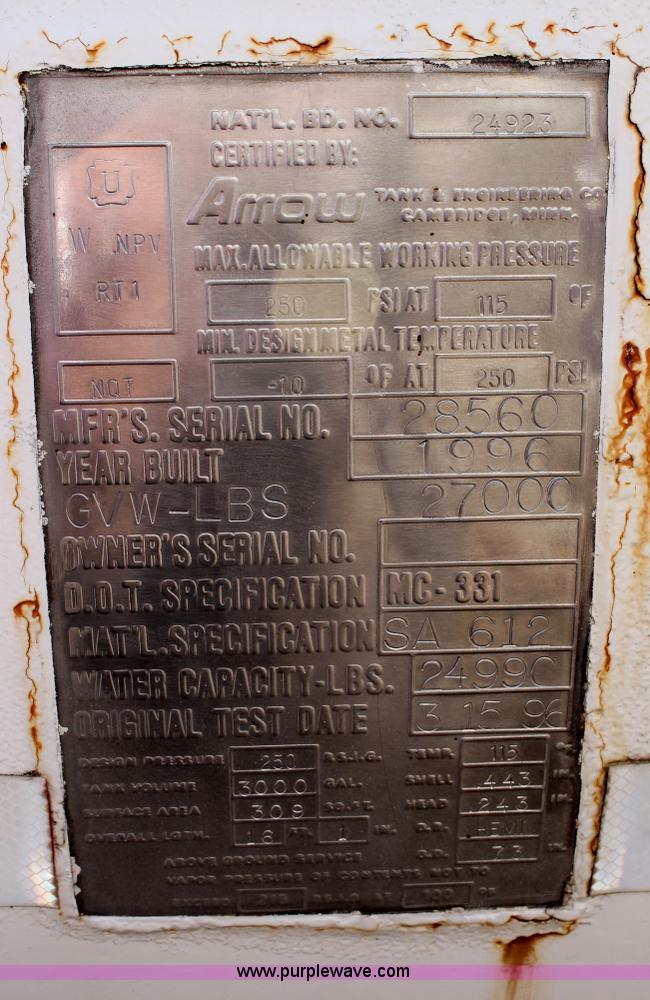 NAT'L. BD. NO. 24923
CERTIFIED BY:
U
Arrow TANK & ENGINEERING CO
CAMBRIDGE, MINN.
W NPV
MAX. ALLOWABLE WORKING PRESSURE
RT1
250 PSI AT 115 °F
MIN. DESIGN METAL TEMPERATURE
NQT -10 °F AT 250 PSI
MFR'S. SERIAL NO. 28560
YEAR BUILT 1996
GVW-LBS 27000
OWNER'S SERIAL NO.
D.O.T. SPECIFICATION MC-331
MAT'L. SPECIFICATION SA 612
WATER CAPACITY-LBS. 24990
ORIGINAL TEST DATE 3 15 96
DESIGN PRESSURE 250 P.S.I.G. TEMP. 115
TANK VOLUME 3000 GAL. SHELL .443 IN.
SURFACE AREA 309 SQ.FT. HEAD .243 IN.
OVERALL LGTH. 16 FT. 1 IN. HEMI
O.D. 73 IN.
ABOVE GROUND SERVICE
VAPOR PRESSURE OF CONTENTS NOT TO
EXCEED AT 100 °F
www.purplewave.com